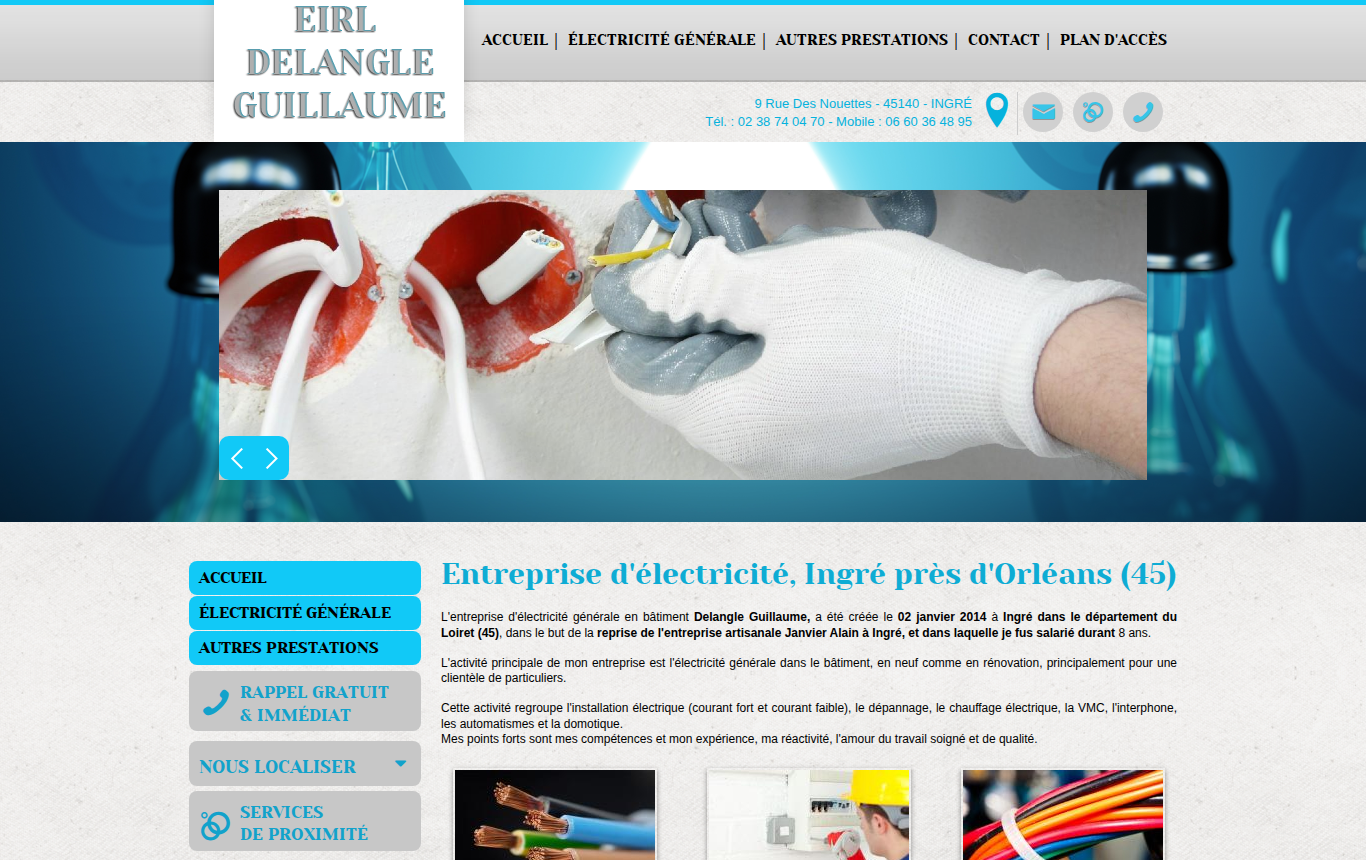 EIRL
DELANGLE
GUILLAUME
ACCUEIL | ÉLECTRICITÉ GÉNÉRALE | AUTRES PRESTATIONS | CONTACT | PLAN D'ACCÈS
9 Rue Des Nouettes - 45140 - INGRÉ
Tél. : 02 38 74 04 70 - Mobile : 06 60 36 48 95
ACCUEIL
ÉLECTRICITÉ GÉNÉRALE
AUTRES PRESTATIONS
RAPPEL GRATUIT
& IMMÉDIAT
NOUS LOCALISER
SERVICES
DE PROXIMITÉ
Entreprise d'électricité, Ingré près d'Orléans (45)
L'entreprise d'électricité générale en bâtiment Delangle Guillaume, a été créée le 02 janvier 2014 à Ingré dans le département du
Loiret (45), dans le but de la reprise de l'entreprise artisanale Janvier Alain à Ingré, et dans laquelle je fus salarié durant 8 ans.
L'activité principale de mon entreprise est l'électricité générale dans le bâtiment, en neuf comme en rénovation, principalement pour une
clientèle de particuliers.
Cette activité regroupe l'installation électrique (courant fort et courant faible), le dépannage, le chauffage électrique, la VMC, l'interphone,
les automatismes et la domotique.
Mes points forts sont mes compétences et mon expérience, ma réactivité, l'amour du travail soigné et de qualité.